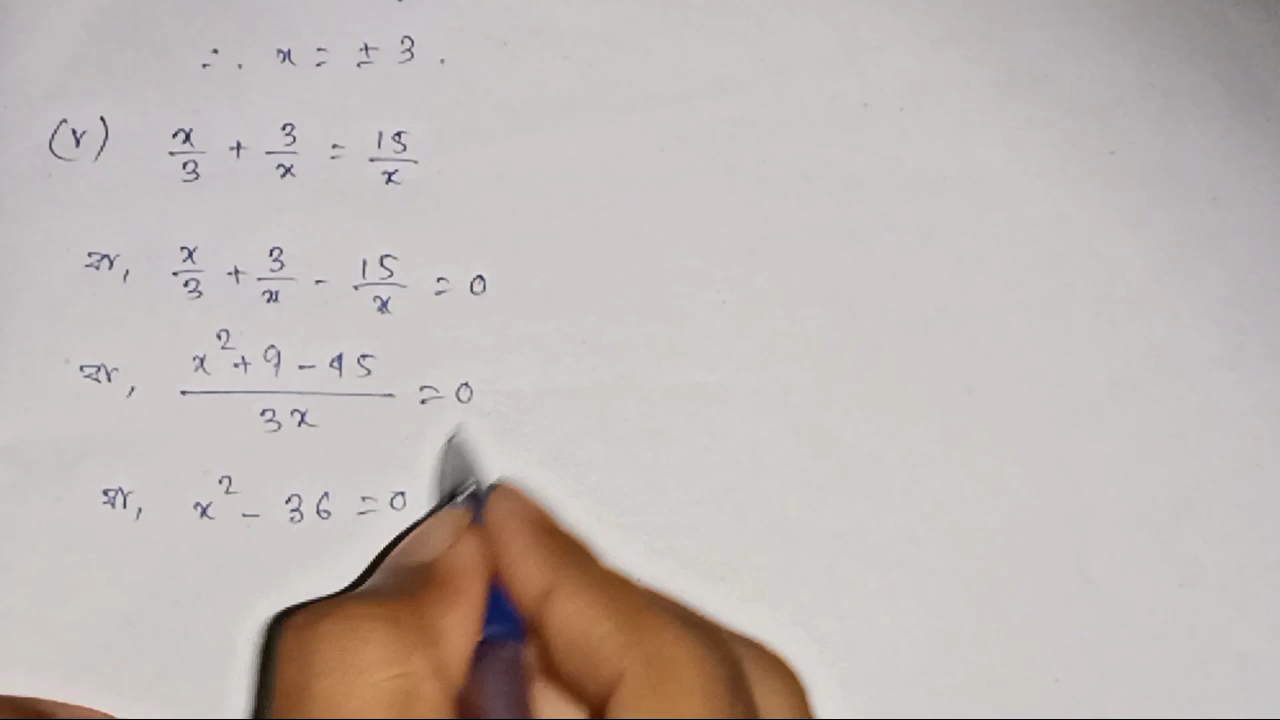 ∴ x = ± 3 .
(v) x/3 + 3/x = 15/x
বা, x/3 + 3/x - 15/x = 0
বা, (x² + 9 - 45)/3x = 0
বা, x² - 36 = 0